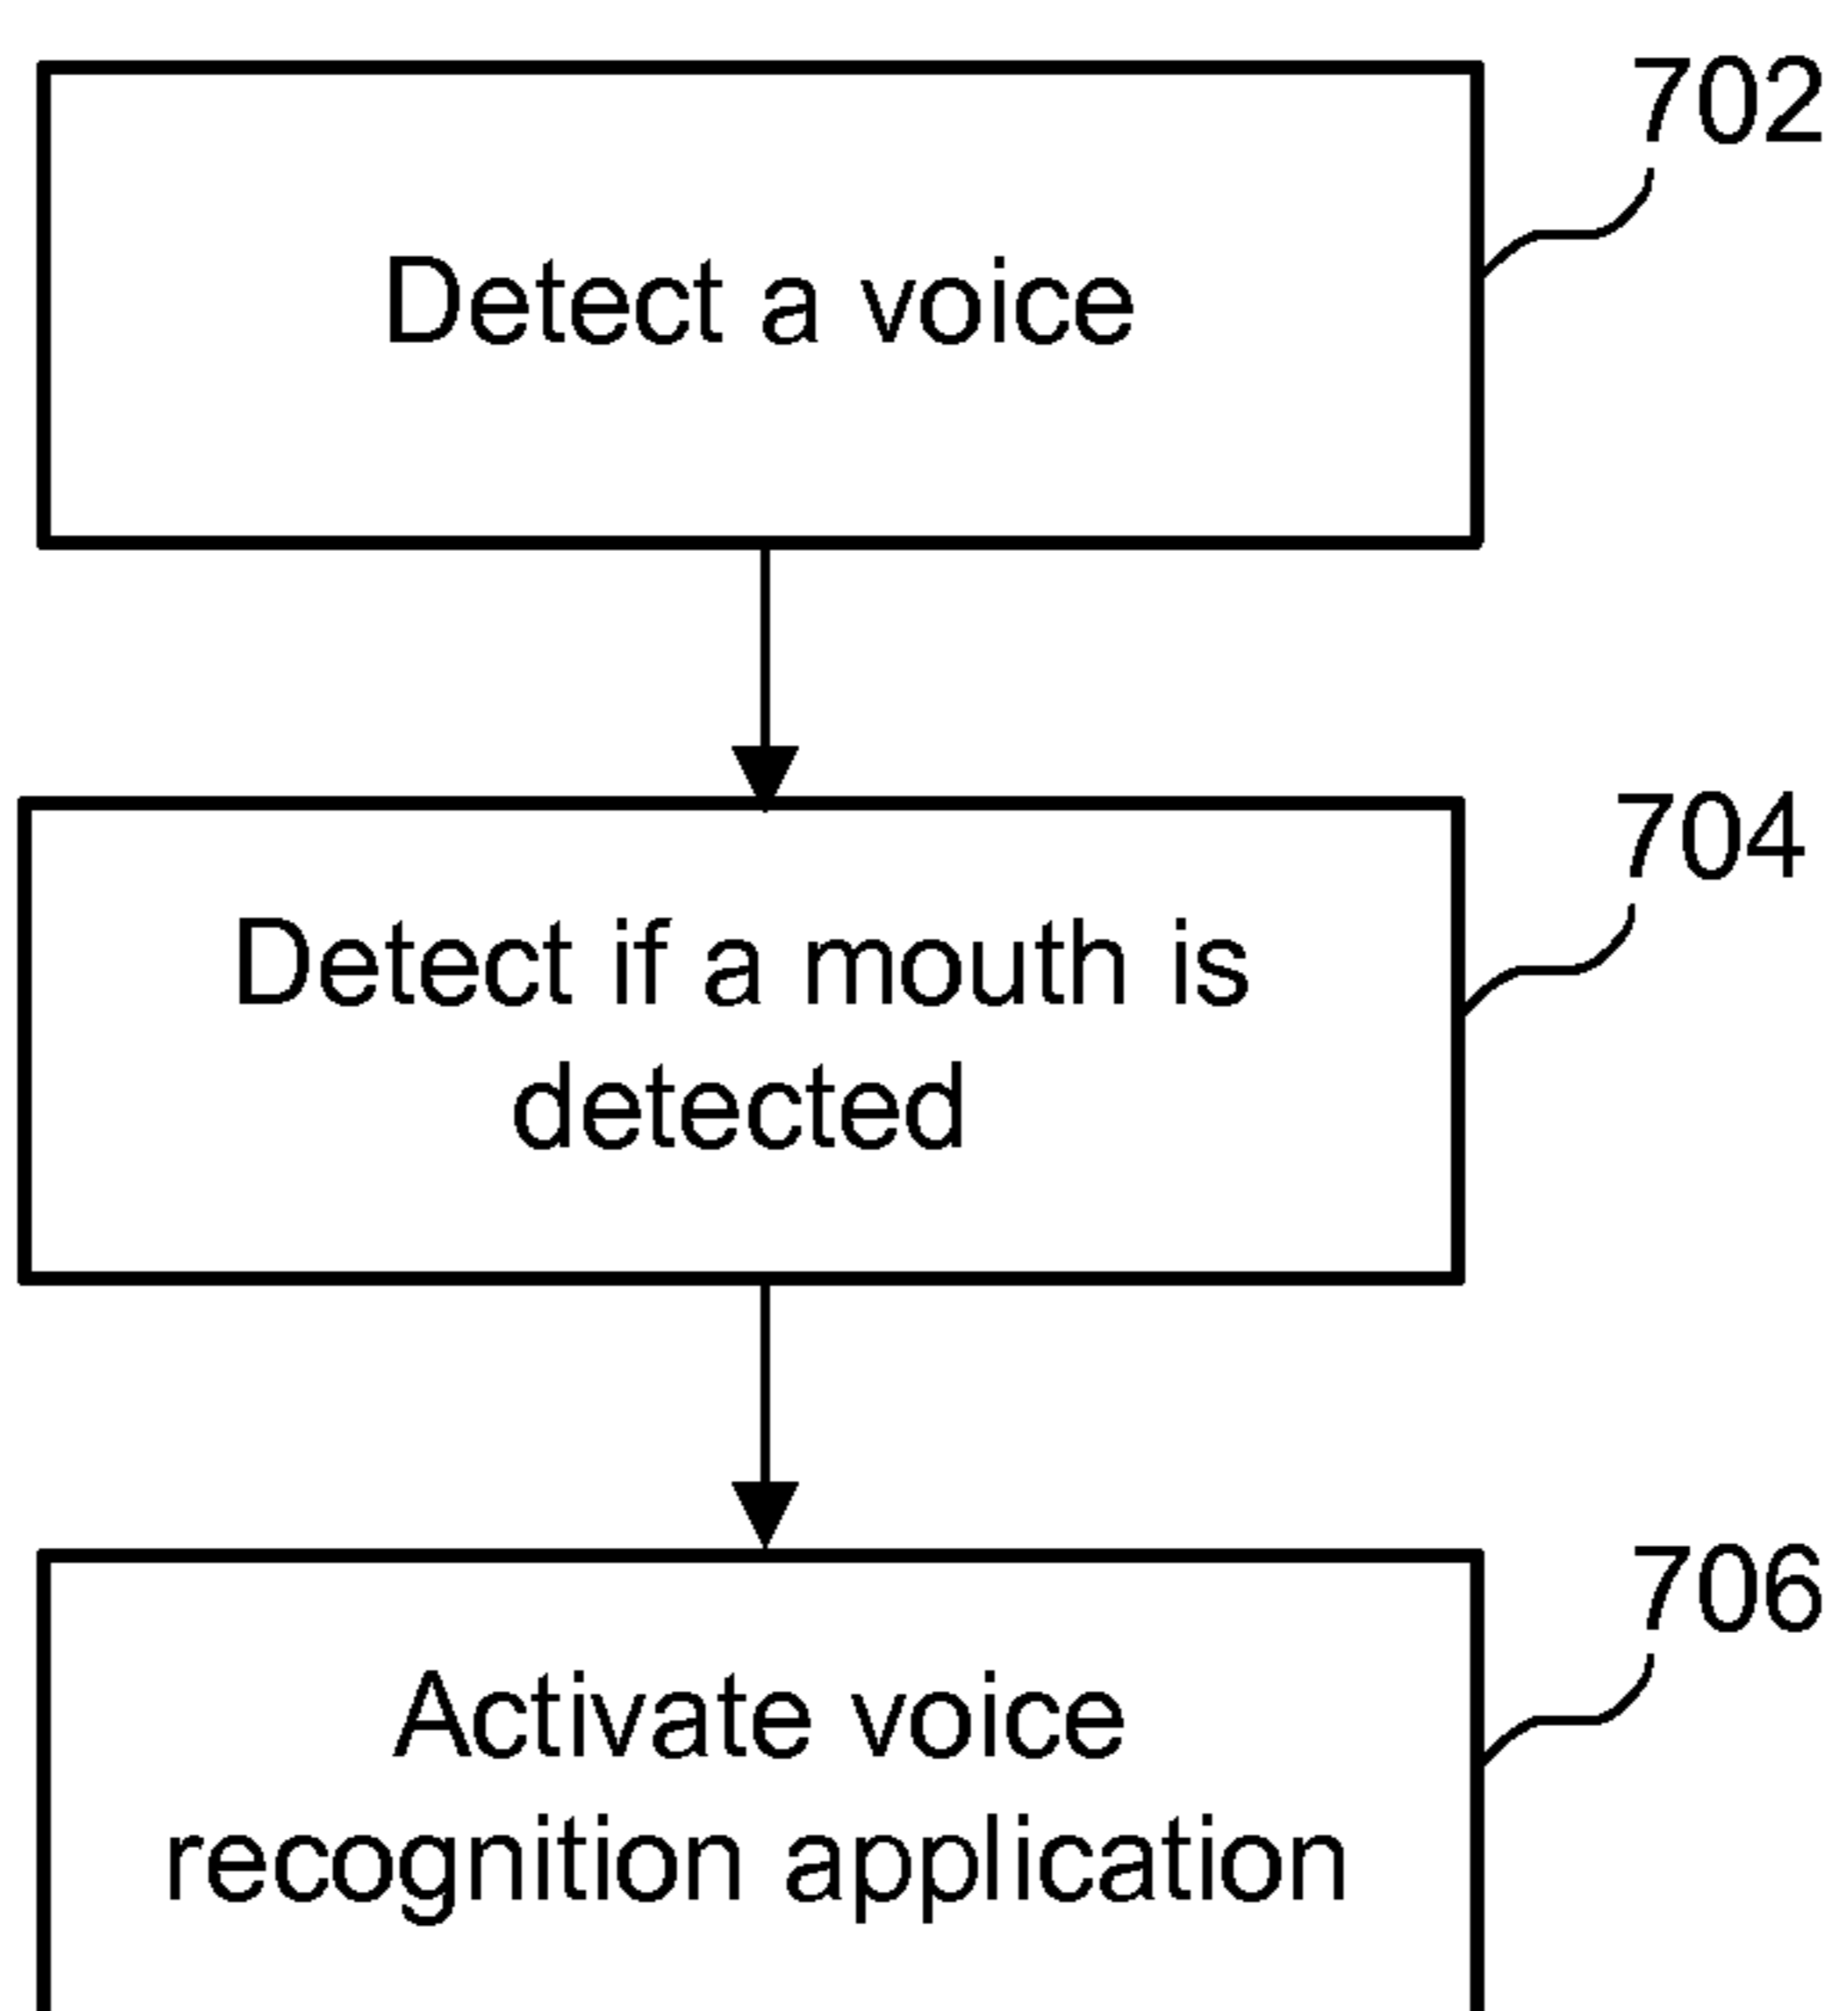 702
Detect a voice
704
Detect if a mouth is
detected
706
Activate voice
recognition application